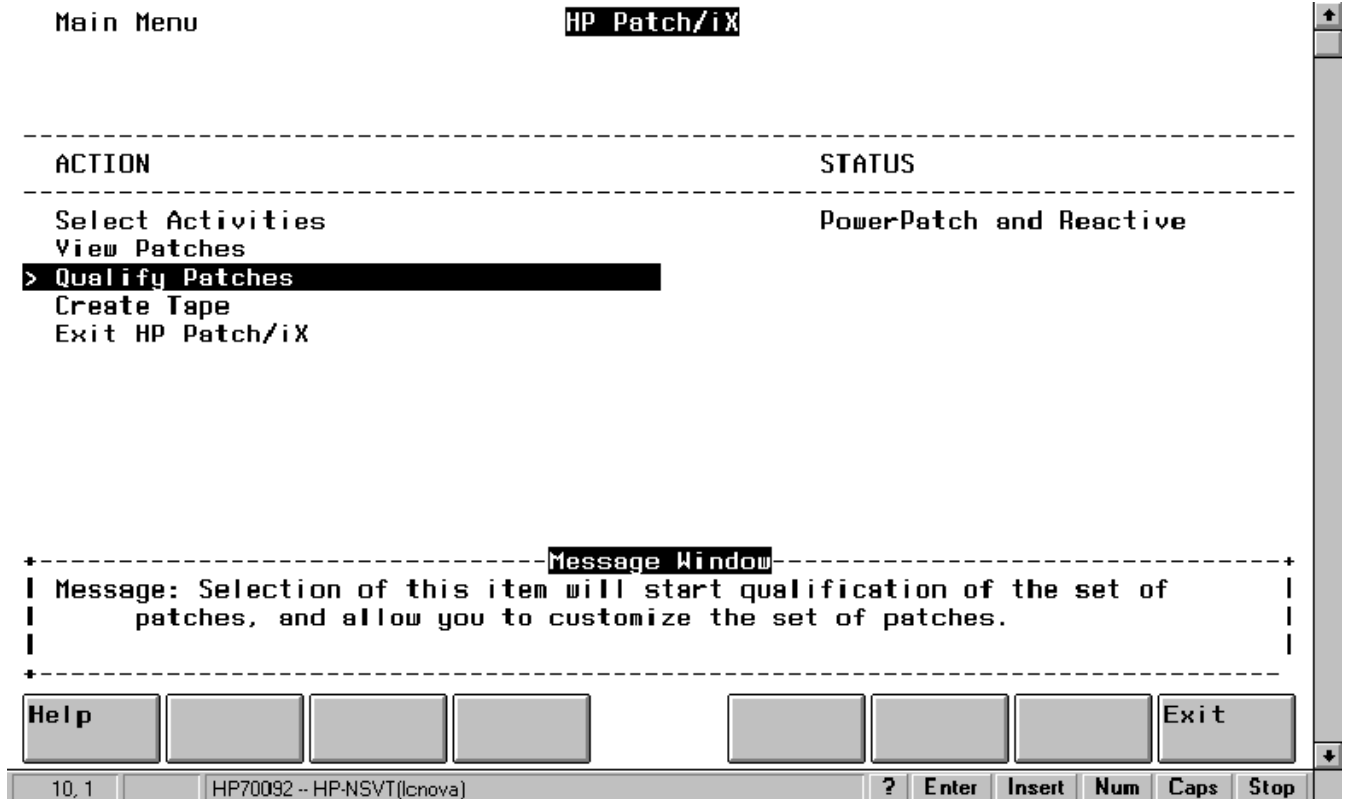 Main Menu HP Patch/iX
ACTION STATUS
Select Activities PowerPatch and Reactive
View Patches
> Qualify Patches
Create Tape
Exit HP Patch/iX
Message Window
Message: Selection of this item will start qualification of the set of
patches, and allow you to customize the set of patches.
Help Exit
10, 1 HP70092 -- HP-NSVT(lcnova) ? Enter Insert Num Caps Stop